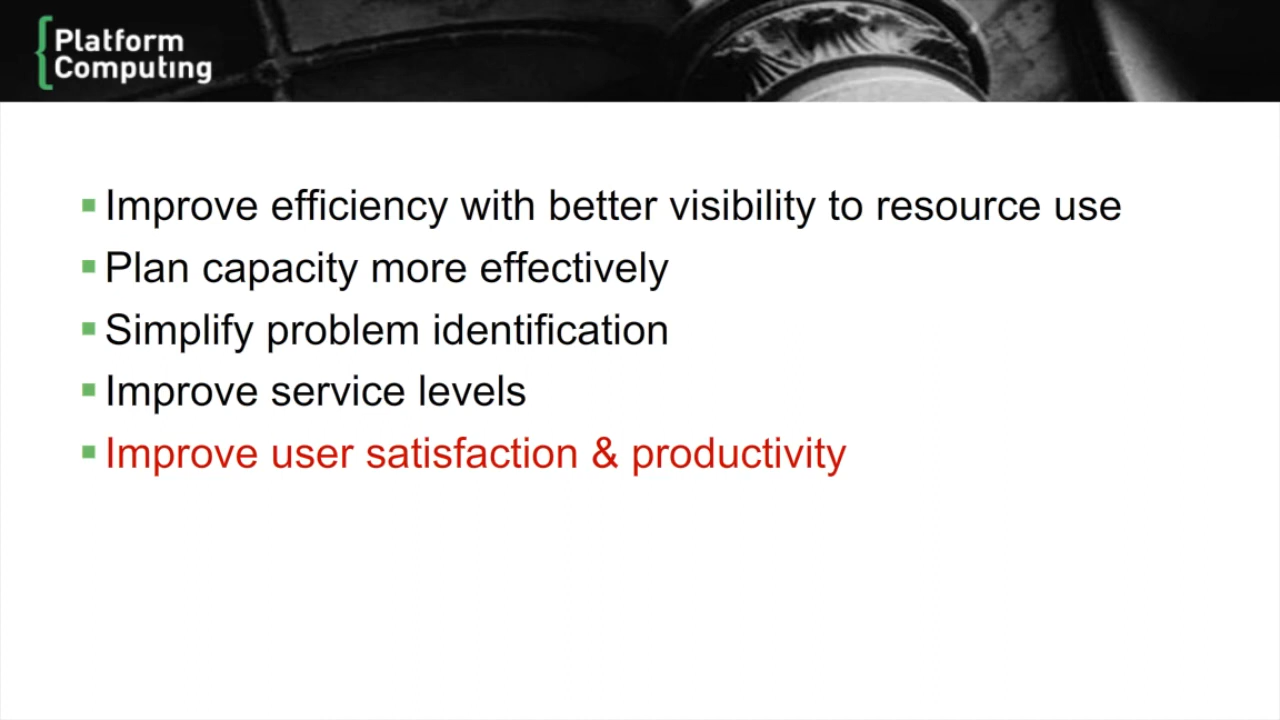 Platform
Computing
Improve efficiency with better visibility to resource use
Plan capacity more effectively
Simplify problem identification
Improve service levels
Improve user satisfaction & productivity